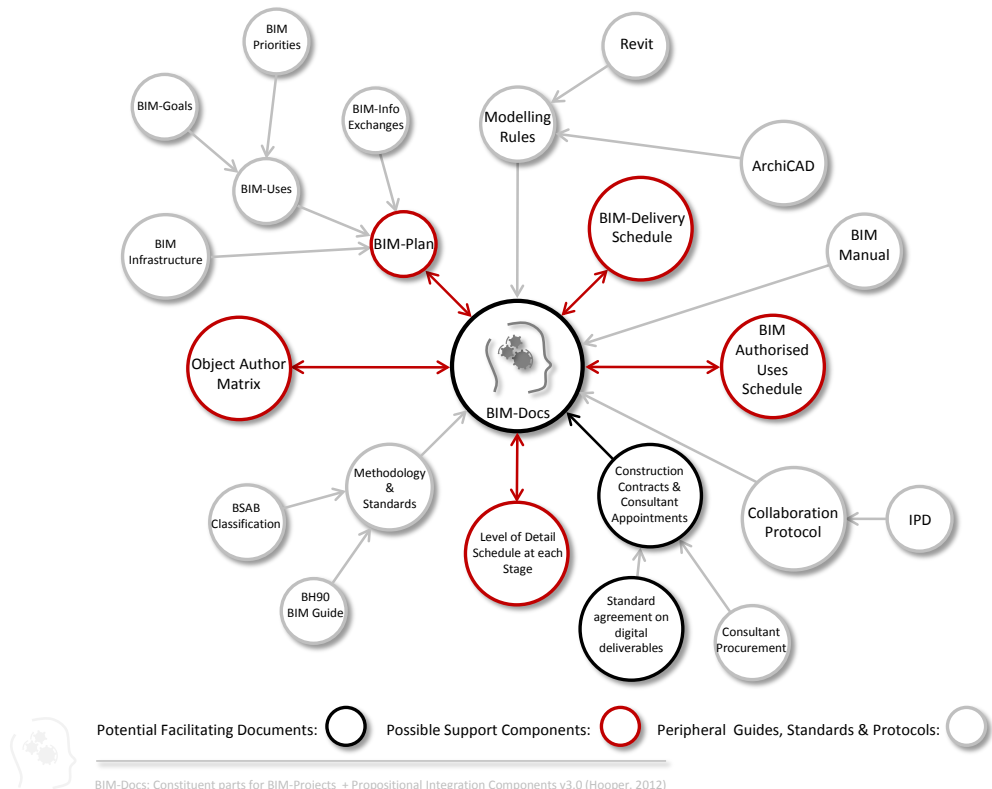 BIM
Priorities
Revit
BIM-Goals
BIM-Info
Exchanges
Modelling
Rules
ArchiCAD
BIM-Uses
BIM-Delivery
Schedule
BIM
Infrastructure
BIM-Plan
BIM
Manual
Object Author
Matrix
BIM
Authorised
Uses
Schedule
BIM-Docs
Methodology
&
Standards
Construction
Contracts &
Consultant
Appointments
BSAB
Classification
Collaboration
Protocol
IPD
Level of Detail
Schedule at each
Stage
BH90
BIM Guide
Standard
agreement on
digital
deliverables
Consultant
Procurement
Potential Facilitating Documents:
Possible Support Components:
Peripheral Guides, Standards & Protocols:
BIM-Docs: Constituent parts for BIM-Projects + Propositional Integration Components v3.0 (Hooper, 2012)